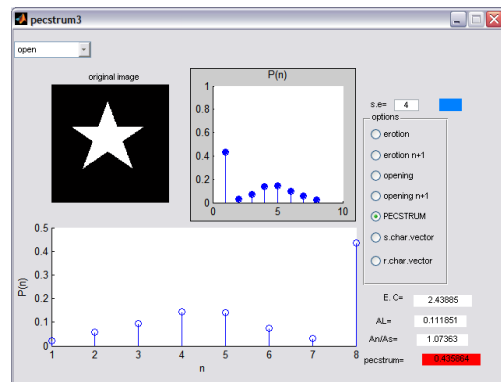 pecstrum3
open
original image
P(n)
1
0.8
0.6
0.4
0.2
0
0 5 10
s.e= 4
options
erotion
erotion n+1
opening
opening n+1
PECSTRUM
s.char.vector
r.char.vector
0.5
0.4
0.3
0.2
0.1
0
P(n)
1 2 3 4 5 6 7 8
n
E. C= 2.43885
AL= 0.111851
An/As= 1.07363
pecstrum= 0.435864